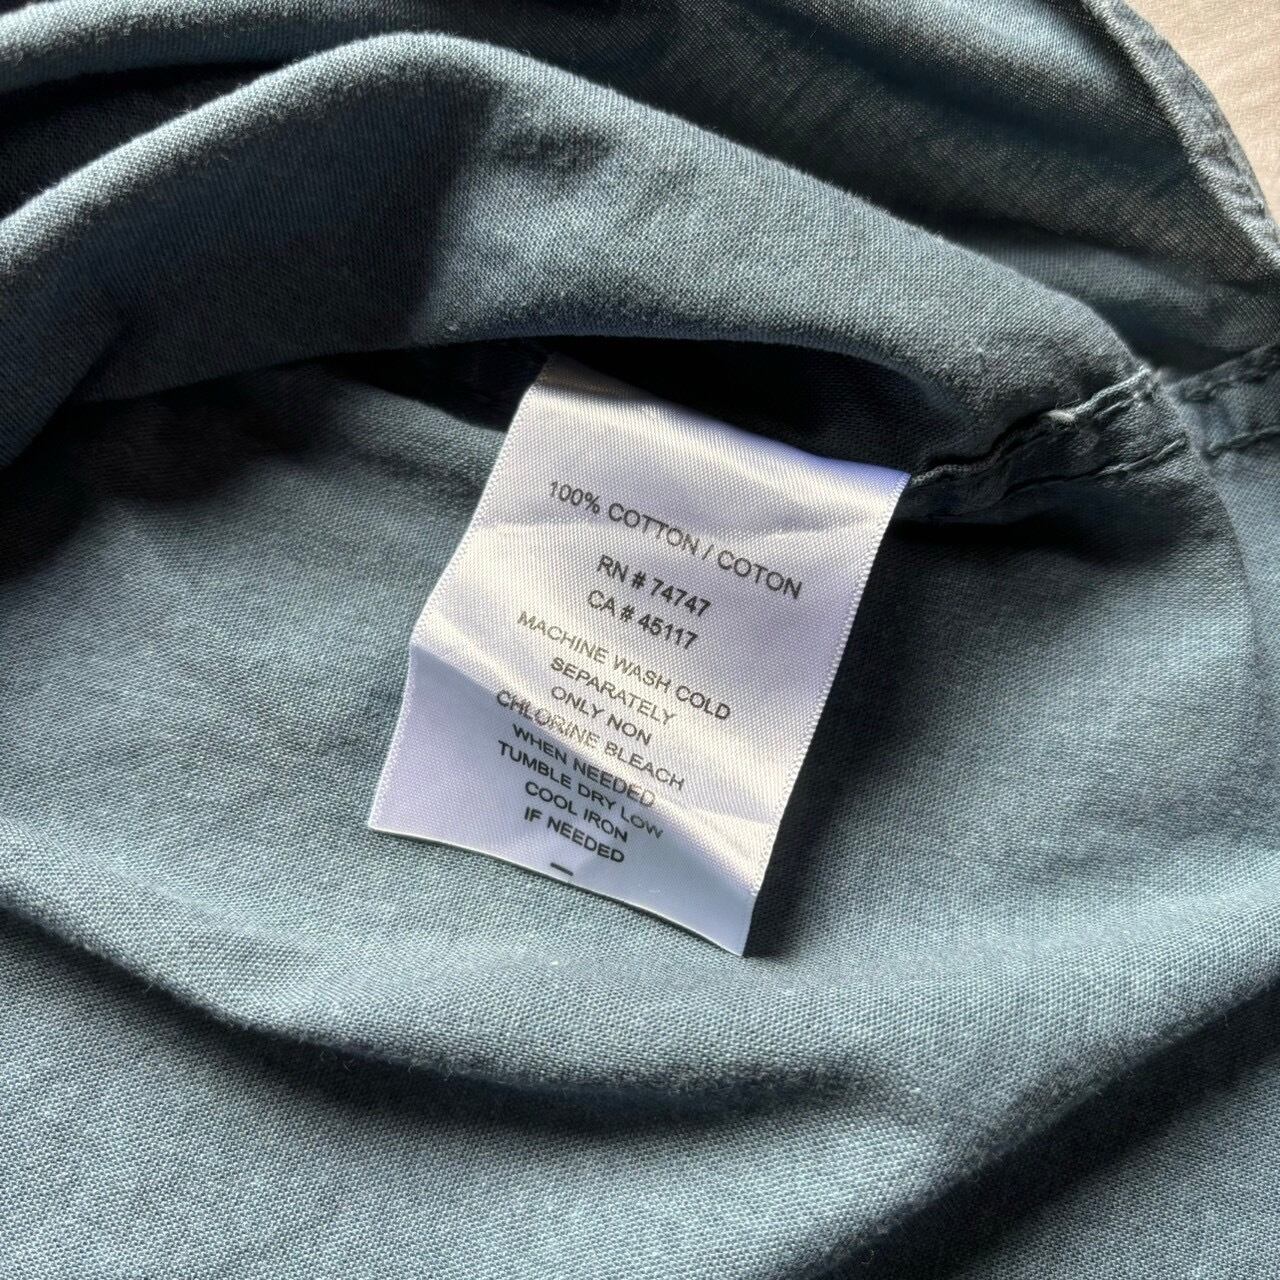 100% COTTON / COTON
RN # 74747
CA # 45117
MACHINE WASH COLD
SEPARATELY
ONLY NON
CHLORINE BLEACH
WHEN NEEDED
TUMBLE DRY LOW
COOL IRON
IF NEEDED